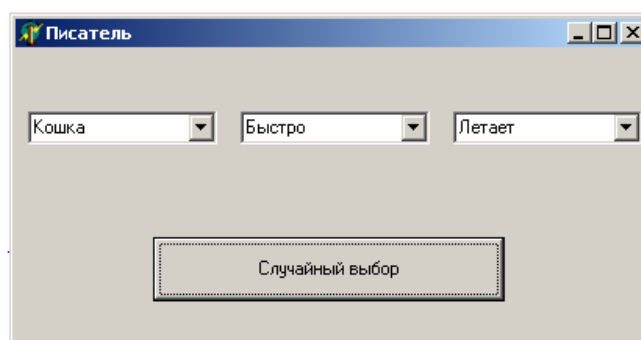 Писатель
Кошка Быстро Летает
Случайный выбор